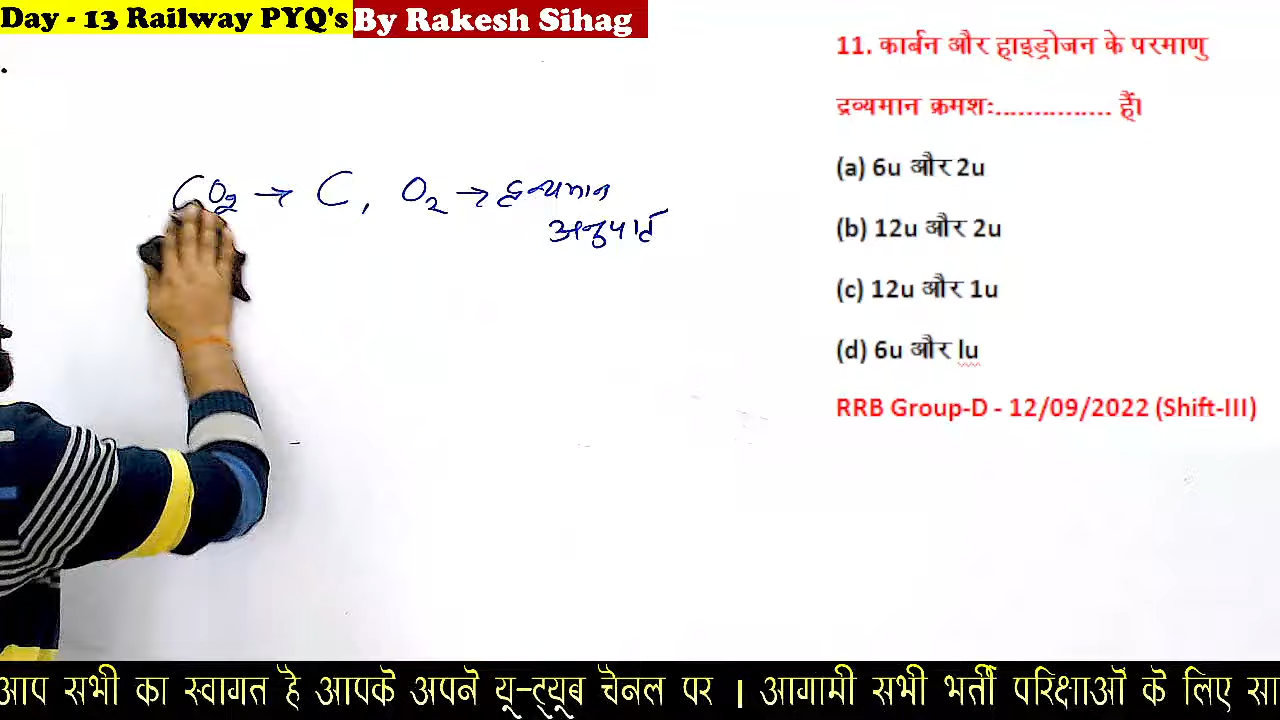 Day - 13 Railway PYQ's By Rakesh Sihag
11. कार्बन और हाइड्रोजन के परमाणु
द्रव्यमान क्रमशः............... हैं।
(a) 6u और 2u
(b) 12u और 2u
(c) 12u और 1u
(d) 6u और lu
RRB Group-D - 12/09/2022 (Shift-III)
CO2 → C, O2 → द्रव्यमान
अनुपात
आप सभी का स्वागत है आपके अपने यू-ट्यूब चैनल पर । आगामी सभी भर्ती परिक्षाओं के लिए